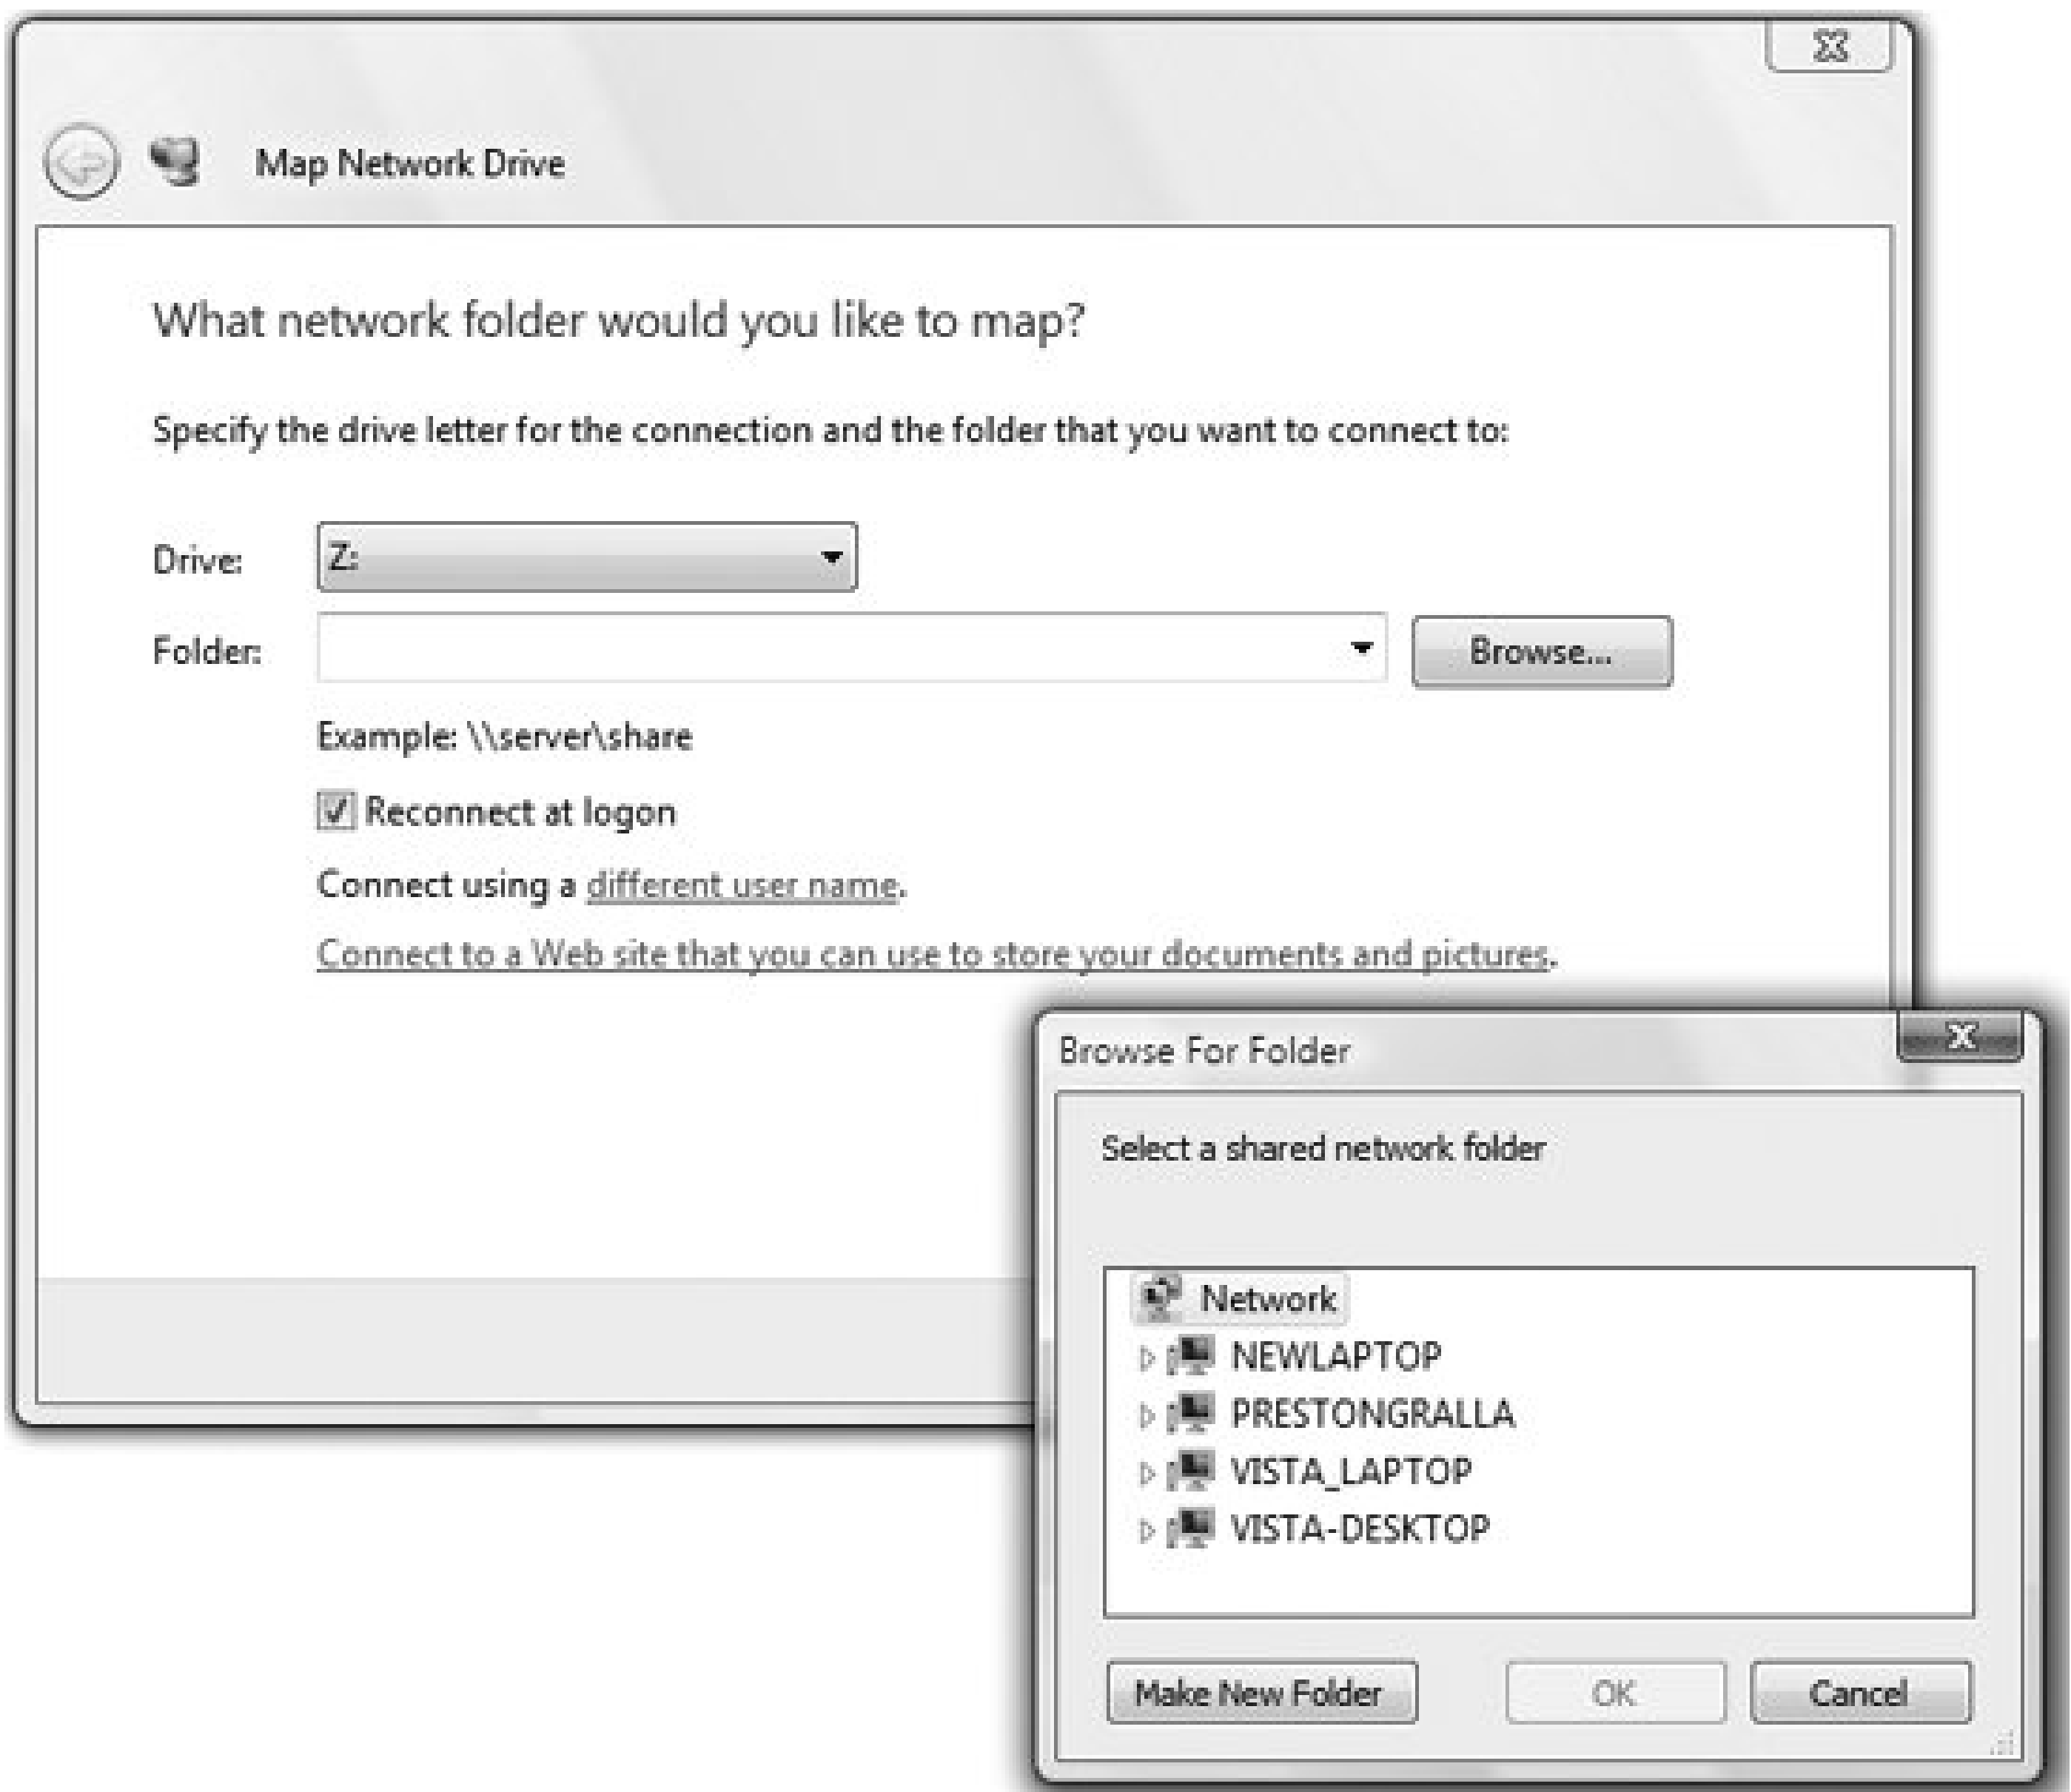 Map Network Drive
What network folder would you like to map?
Specify the drive letter for the connection and the folder that you want to connect to:
Drive: Z:
Folder: Browse...
Example: \\server\share
Reconnect at logon
Connect using a different user name.
Connect to a Web site that you can use to store your documents and pictures.
Browse For Folder
Select a shared network folder
Network
NEWLAPTOP
PRESTONGRALLA
VISTA_LAPTOP
VISTA-DESKTOP
Make New Folder OK Cancel